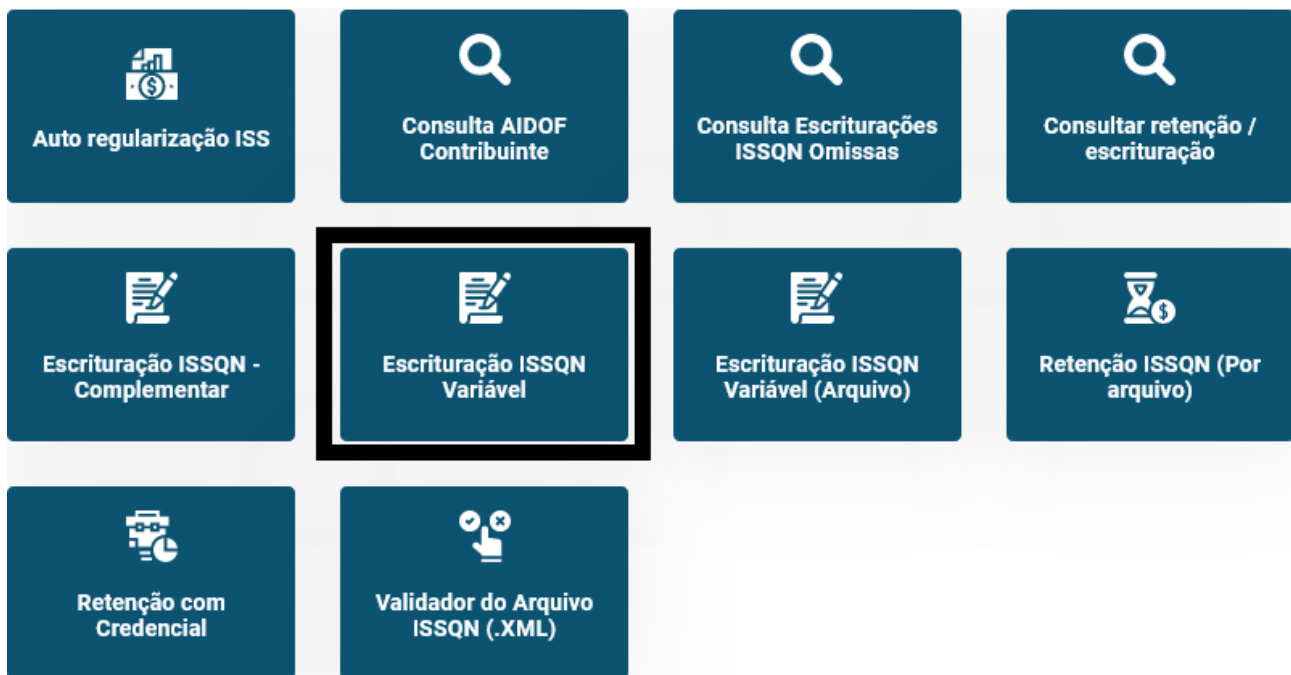 Auto regularização ISS
Consulta AIDOF
Contribuinte
Consulta Escriturações
ISSQN Omissas
Consultar retenção /
escrituração
Escrituração ISSQN -
Complementar
Escrituração ISSQN
Variável
Escrituração ISSQN
Variável (Arquivo)
Retenção ISSQN (Por
arquivo)
Retenção com
Credencial
Validador do Arquivo
ISSQN (.XML)